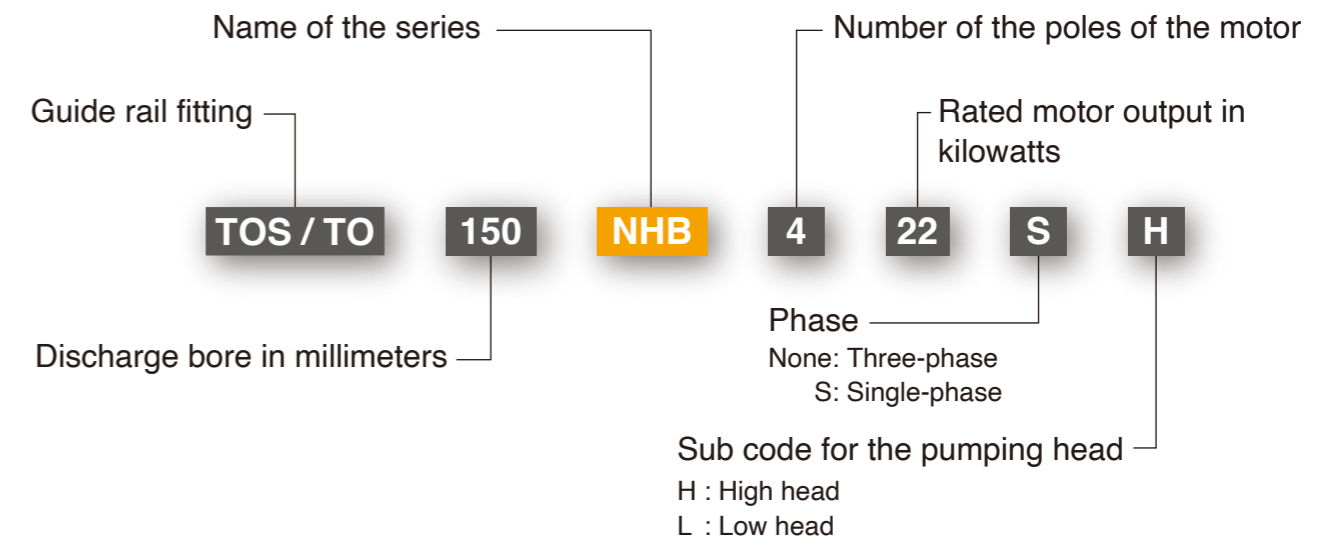 Name of the series
Number of the poles of the motor
Guide rail fitting
Rated motor output in
kilowatts
TOS / TO 150 NHB 4 22 S H
Phase
None: Three-phase
S: Single-phase
Discharge bore in millimeters
Sub code for the pumping head
H : High head
L : Low head